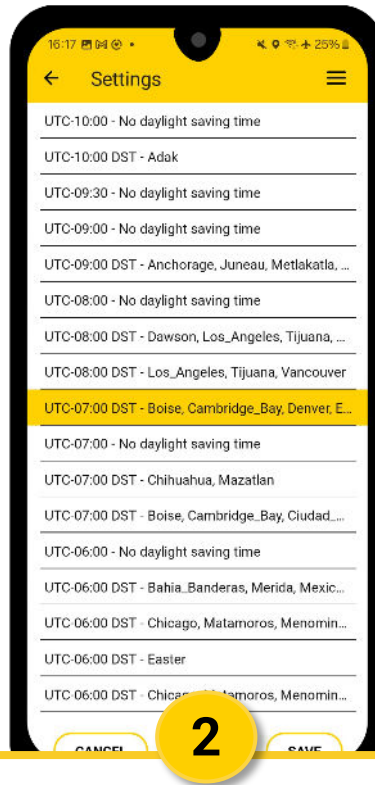 16:17 25%
Settings
UTC-10:00 - No daylight saving time
UTC-10:00 DST - Adak
UTC-09:30 - No daylight saving time
UTC-09:00 - No daylight saving time
UTC-09:00 DST - Anchorage, Juneau, Metlakatla, ...
UTC-08:00 - No daylight saving time
UTC-08:00 DST - Dawson, Los_Angeles, Tijuana, ...
UTC-08:00 DST - Los_Angeles, Tijuana, Vancouver
UTC-07:00 DST - Boise, Cambridge_Bay, Denver, E...
UTC-07:00 - No daylight saving time
UTC-07:00 DST - Chihuahua, Mazatlan
UTC-07:00 DST - Boise, Cambridge_Bay, Ciudad_...
UTC-06:00 - No daylight saving time
UTC-06:00 DST - Bahia_Banderas, Merida, Mexic...
UTC-06:00 DST - Chicago, Matamoros, Menomin...
UTC-06:00 DST - Easter
UTC-06:00 DST - Chicago, Matamoros, Menomin...
CANCEL SAVE
2